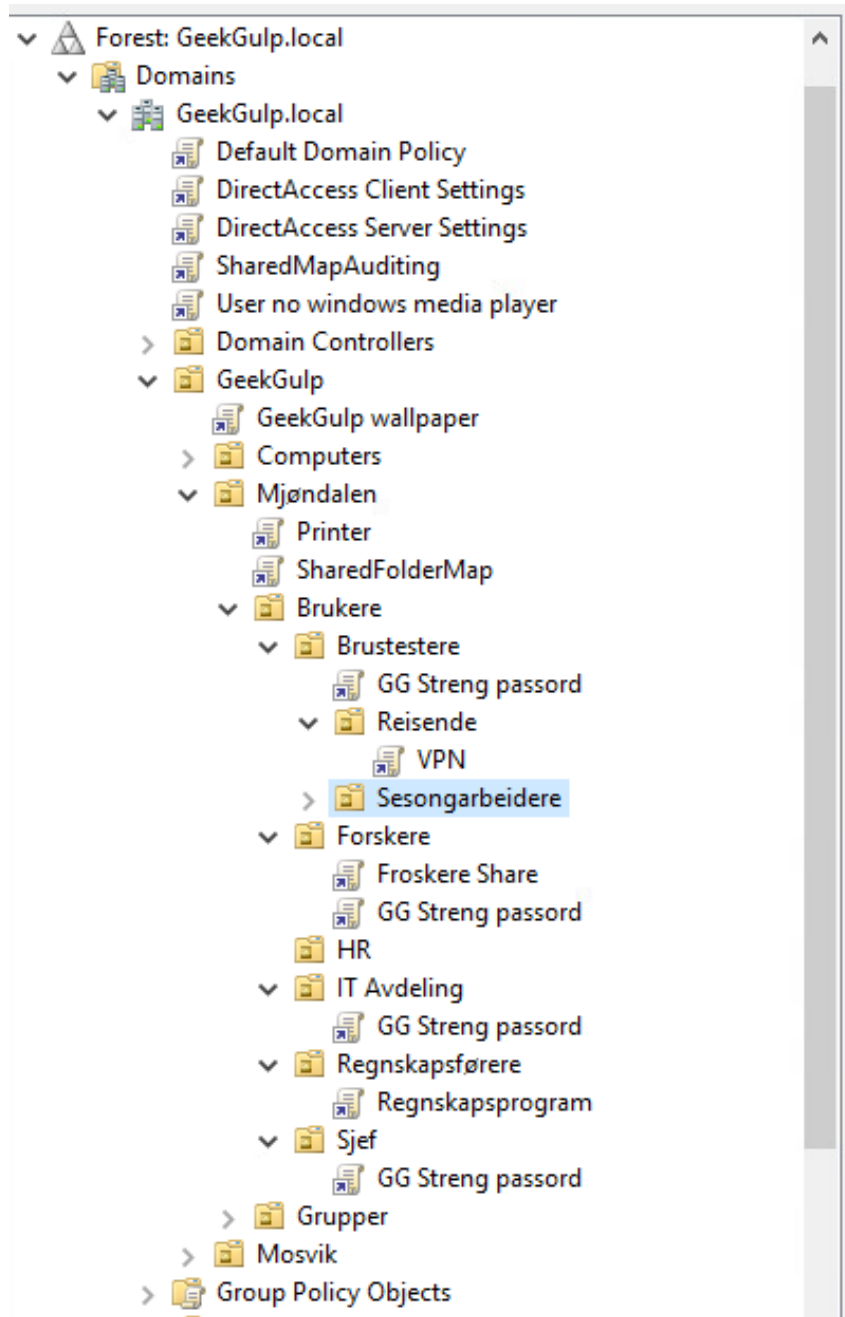 Forest: GeekGulp.local
Domains
GeekGulp.local
Default Domain Policy
DirectAccess Client Settings
DirectAccess Server Settings
SharedMapAuditing
User no windows media player
Domain Controllers
GeekGulp
GeekGulp wallpaper
Computers
Mjøndalen
Printer
SharedFolderMap
Brukere
Brustestere
GG Streng passord
Reisende
VPN
Sesongarbeidere
Forskere
Froskere Share
GG Streng passord
HR
IT Avdeling
GG Streng passord
Regnskapsførere
Regnskapsprogram
Sjef
GG Streng passord
Grupper
Mosvik
Group Policy Objects